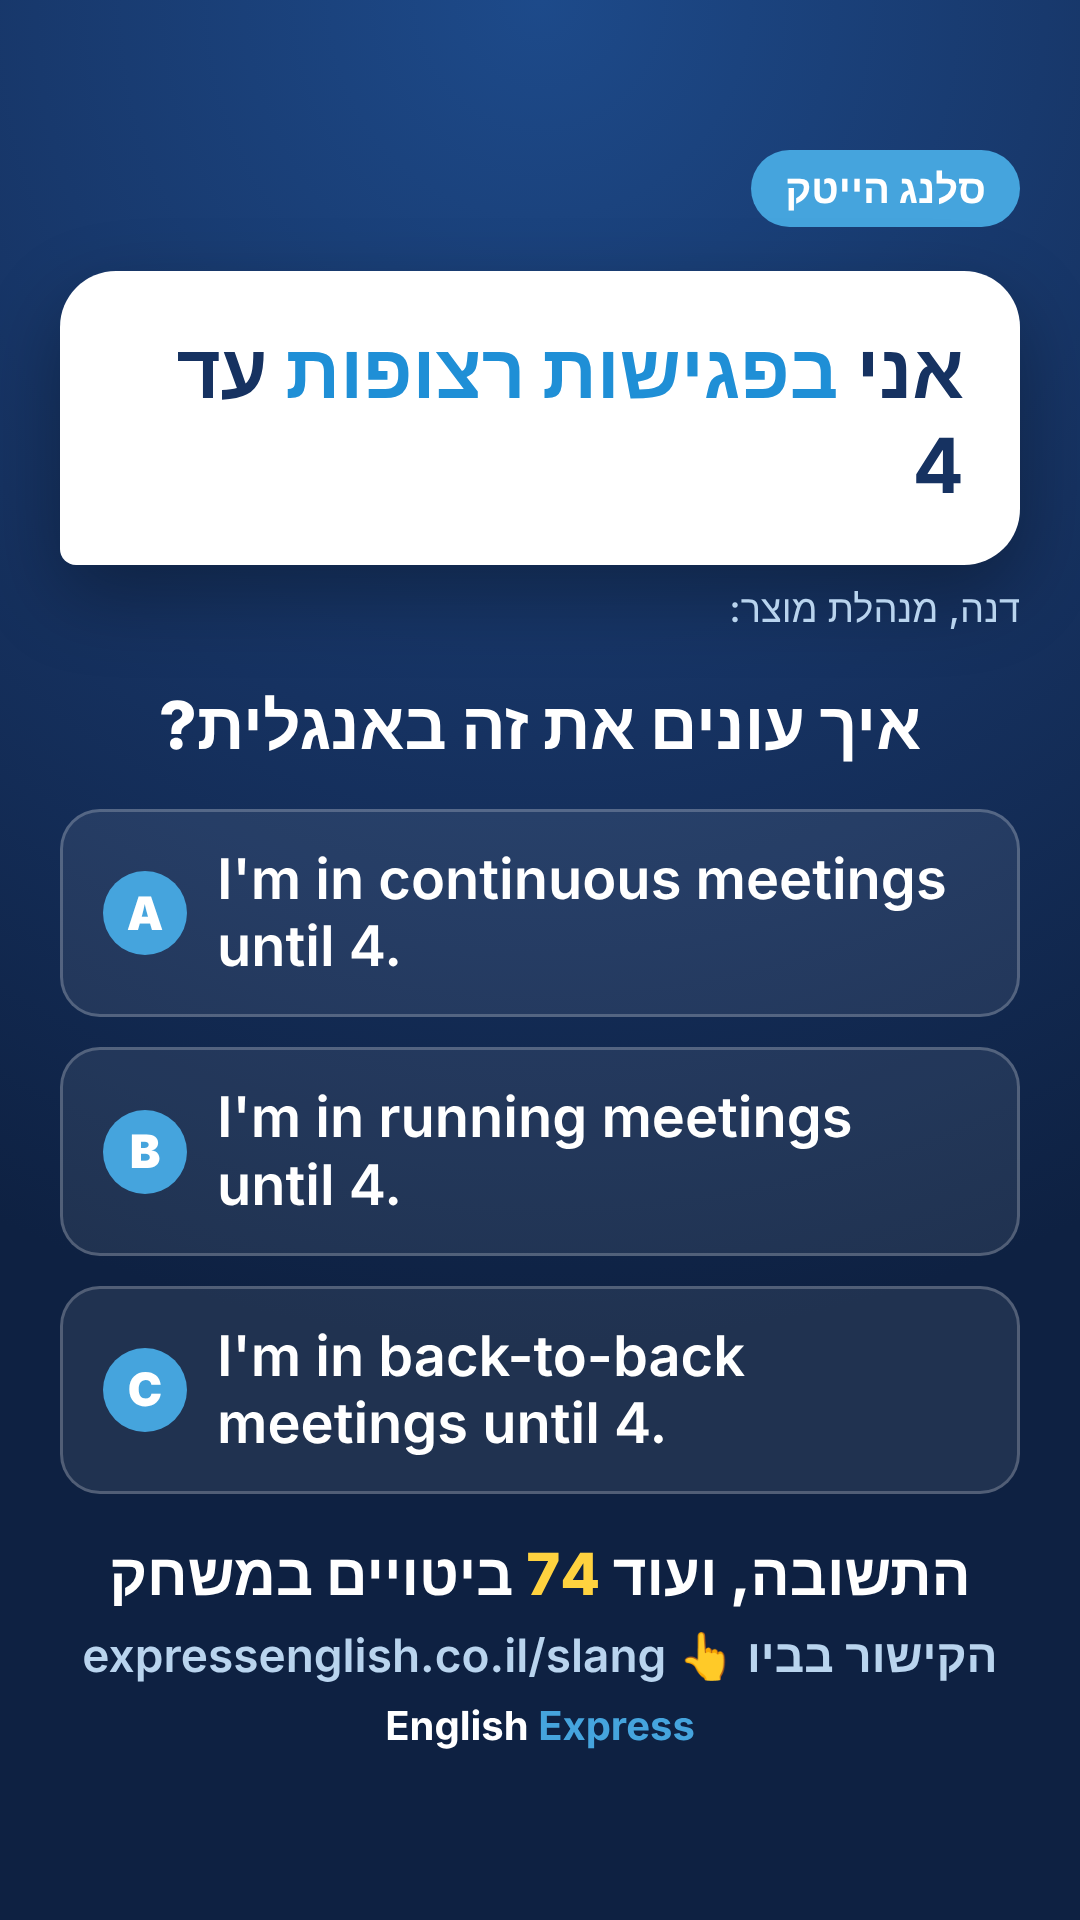 סלנג הייטק
אני בפגישות רצופות עד
4
דנה, מנהלת מוצר:
איך עונים את זה באנגלית?
A I'm in continuous meetings
until 4.
B I'm in running meetings
until 4.
C I'm in back-to-back
meetings until 4.
התשובה, ועוד 74 ביטויים במשחק
הקישור בביו 👆 expressenglish.co.il/slang
English Express